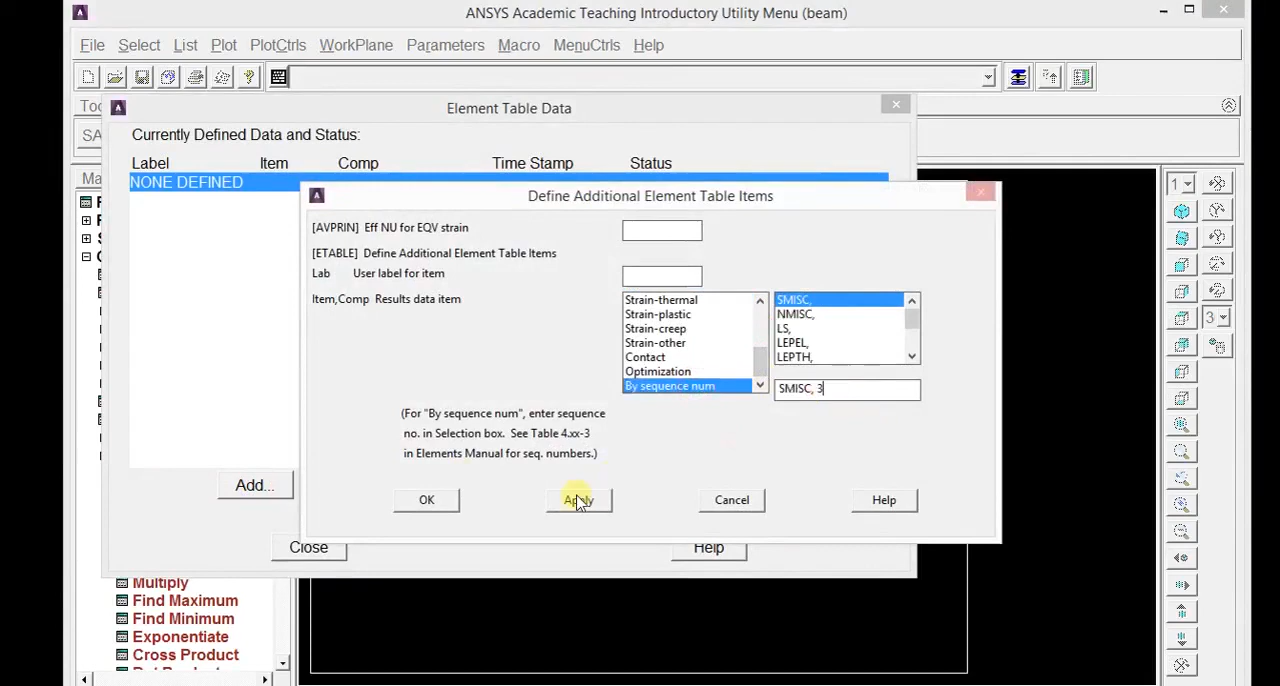 ANSYS Academic Teaching Introductory Utility Menu (beam)
File Select List Plot PlotCtrls WorkPlane Parameters Macro MenuCtrls Help
Too
SA
Element Table Data
Currently Defined Data and Status:
Label Item Comp Time Stamp Status
NONE DEFINED
Ma
Define Additional Element Table Items
[AVPRIN] Eff NU for EQV strain
[ETABLE] Define Additional Element Table Items
Lab User label for item
Item,Comp Results data item
Strain-thermal
Strain-plastic
Strain-creep
Strain-other
Contact
Optimization
By sequence num
SMISC,
NMISC,
LS,
LEPEL,
LEPTH,
SMISC, 3
(For "By sequence num", enter sequence
no. in Selection box. See Table 4.xx-3
in Elements Manual for seq. numbers.)
OK Apply Cancel Help
Add...
Close Help
Multiply
Find Maximum
Find Minimum
Exponentiate
Cross Product
1
3